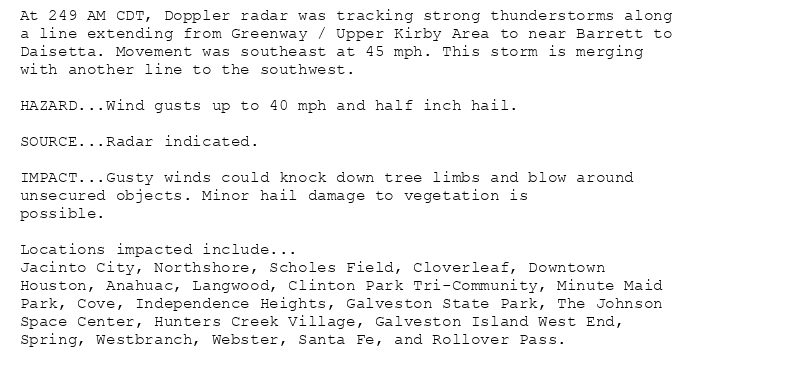 At 249 AM CDT, Doppler radar was tracking strong thunderstorms along
a line extending from Greenway / Upper Kirby Area to near Barrett to
Daisetta. Movement was southeast at 45 mph. This storm is merging
with another line to the southwest.
HAZARD...Wind gusts up to 40 mph and half inch hail.
SOURCE...Radar indicated.
IMPACT...Gusty winds could knock down tree limbs and blow around
unsecured objects. Minor hail damage to vegetation is
possible.
Locations impacted include...
Jacinto City, Northshore, Scholes Field, Cloverleaf, Downtown
Houston, Anahuac, Langwood, Clinton Park Tri-Community, Minute Maid
Park, Cove, Independence Heights, Galveston State Park, The Johnson
Space Center, Hunters Creek Village, Galveston Island West End,
Spring, Westbranch, Webster, Santa Fe, and Rollover Pass.